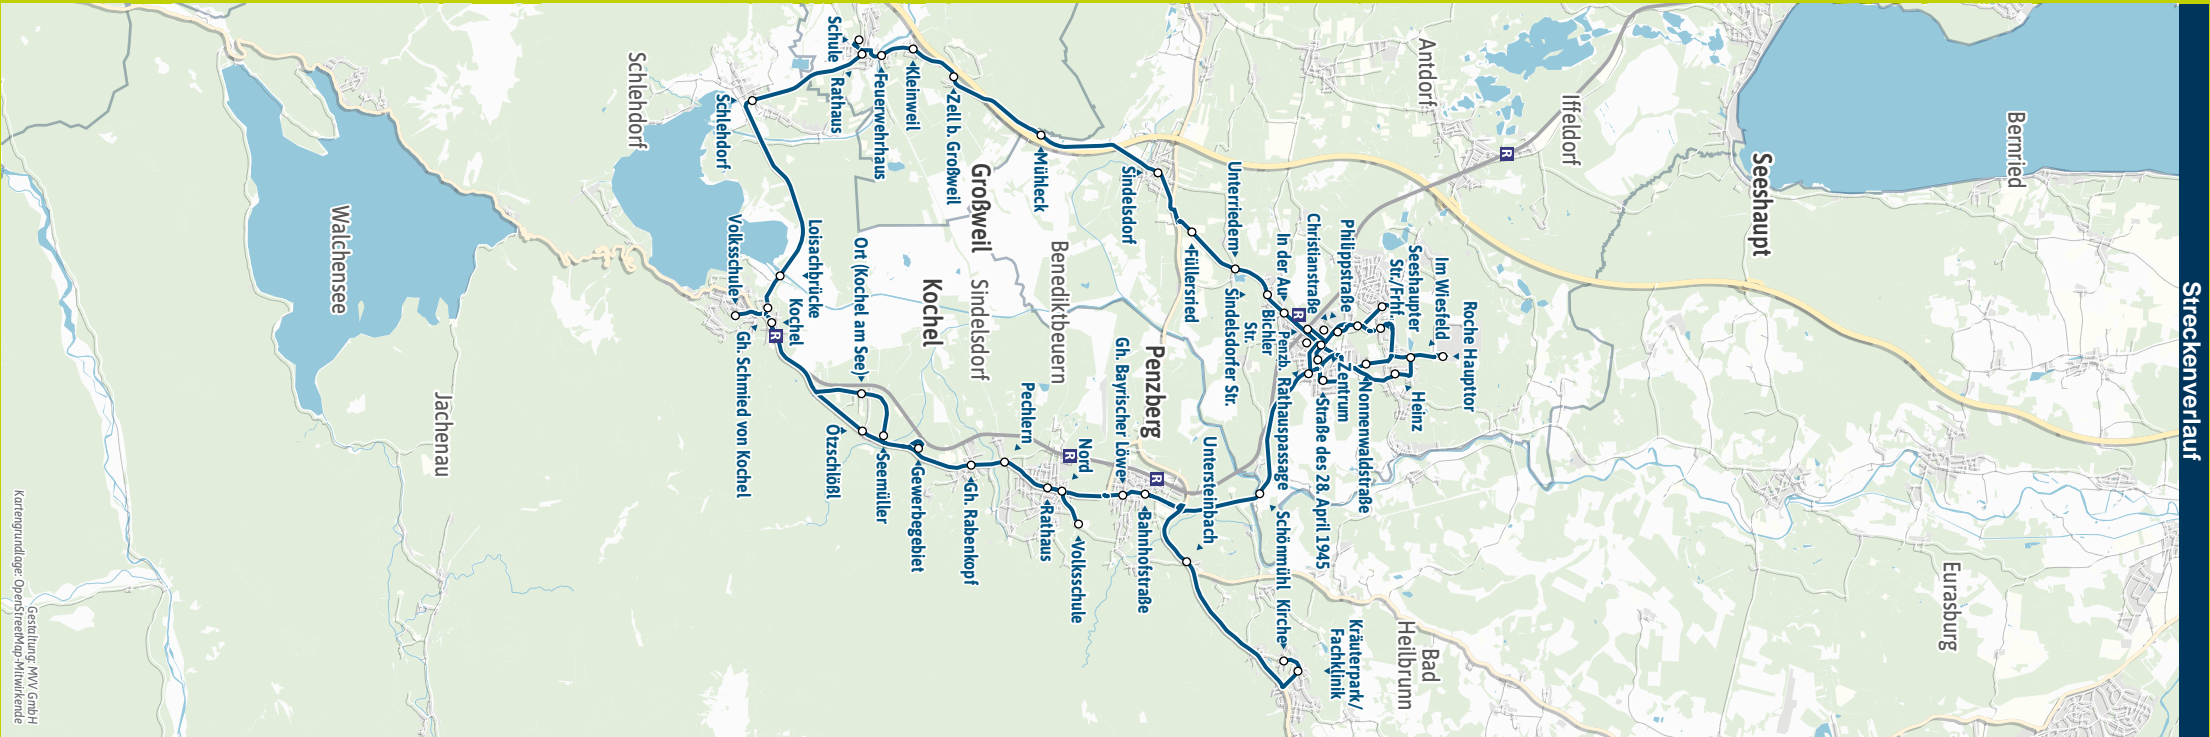 Streckenverlauf
Bernried
Seeshaupt
Eurasburg
Iffeldorf
Antdorf
Roche Hauptor
Im Wiesfeld
Seeshaupter
Str./Frhf.
Heinz
Philippstraße
Christianstraße
In der Au
Nonnenwaldstraße
Zentrum
Straße des 28. April 1945
Penzb. Rathauspassage
Bichler
Str.
Sindelsdorfer Str.
Unterriedern
Füllersried
Sindelsdorf
Mühleck
Zell b. Großweil
Kleinweil
Feuerwehrhaus
Rathaus
Schule
Schlehdorf
Schlehdorf
Großweil
Sindelsdorf
Benediktbeuern
Kochel
Penzberg
Bad
Heilbrunn
Kräuterpark/
Fachklinik
Kirche
Schönmühl
Untersteinbach
Bahnhofstraße
Gh. Bayrischer Löwe
Nord
Volksschule
Rathaus
Pechlern
Gh. Rabenkopf
Gewerbegebiet
Seemüller
Ötzschlößl
Ort (Kochel am See)
Loisachbrücke
Kochel
Volksschule
Gh. Schmied von Kochel
Walchensee
Jachenau
R
R
R
R
R
Gestaltung: MVV GmbH
Kartengrundlage: OpenStreetMap-Mitwirkende